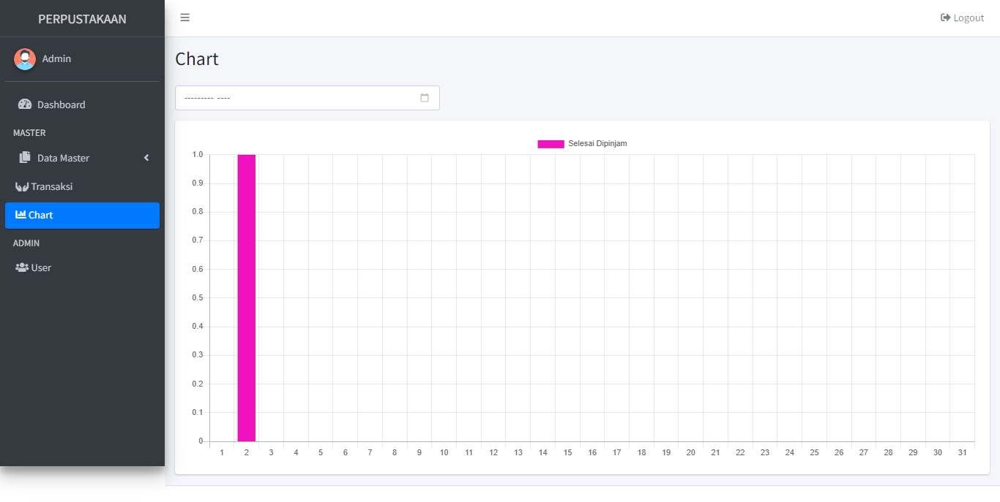 PERPUSTAKAAN
Logout
Admin
Chart
--------- ----
Dashboard
MASTER
Data Master
Transaksi
Chart
ADMIN
User
Selesai Dipinjam
1.0
0.9
0.8
0.7
0.6
0.5
0.4
0.3
0.2
0.1
0
1 2 3 4 5 6 7 8 9 10 11 12 13 14 15 16 17 18 19 20 21 22 23 24 25 26 27 28 29 30 31